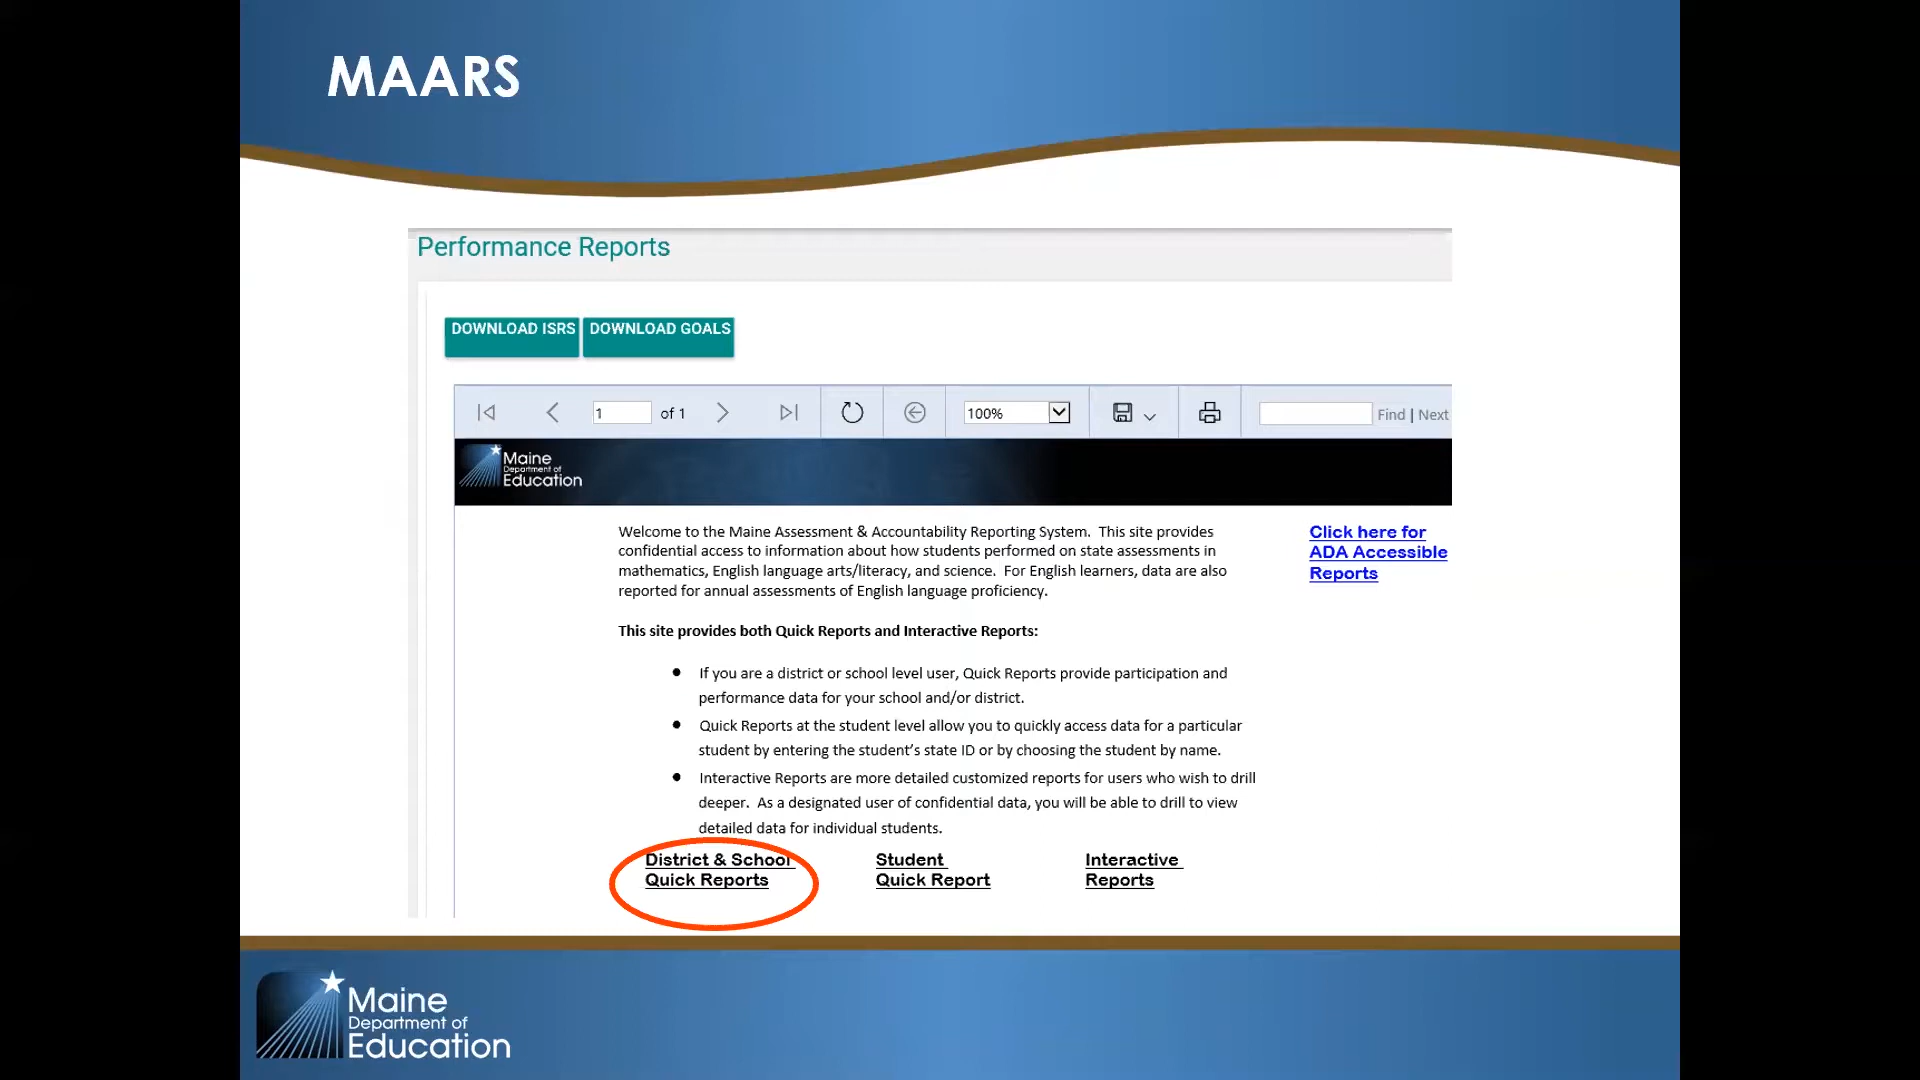 MAARS
Performance Reports
DOWNLOAD ISRS DOWNLOAD GOALS
1 of 1 100% Find | Next
Maine
Department of
Education
Welcome to the Maine Assessment & Accountability Reporting System. This site provides
confidential access to information about how students performed on state assessments in
mathematics, English language arts/literacy, and science. For English learners, data are also
reported for annual assessments of English language proficiency.
Click here for
ADA Accessible
Reports
This site provides both Quick Reports and Interactive Reports:
• If you are a district or school level user, Quick Reports provide participation and
performance data for your school and/or district.
• Quick Reports at the student level allow you to quickly access data for a particular
student by entering the student’s state ID or by choosing the student by name.
• Interactive Reports are more detailed customized reports for users who wish to drill
deeper. As a designated user of confidential data, you will be able to drill to view
detailed data for individual students.
District & School
Quick Reports
Student
Quick Report
Interactive
Reports
Maine
Department of
Education